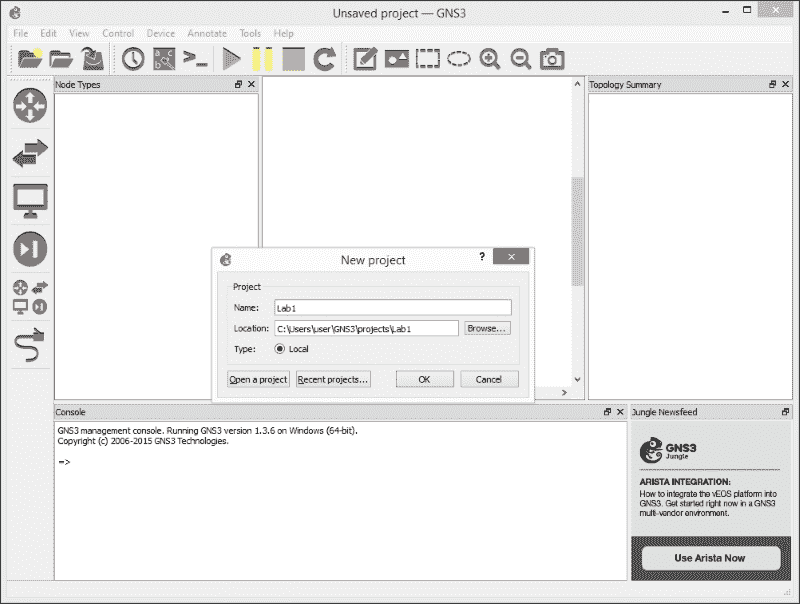 Unsaved project — GNS3
File Edit View Control Device Annotate Tools Help
Node Types
Topology Summary
New project
?
Project
Name: Lab1
Location: C:\Users\user\GNS3\projects\Lab1 Browse...
Type: Local
Open a project Recent projects... OK Cancel
Console
GNS3 management console. Running GNS3 version 1.3.6 on Windows (64-bit).
Copyright (c) 2006-2015 GNS3 Technologies.
=>
Jungle Newsfeed
GNS3
Jungle
ARISTA INTEGRATION:
How to integrate the vEOS platform into
GNS3. Get started right now in a GNS3
multi-vendor environment.
Use Arista Now